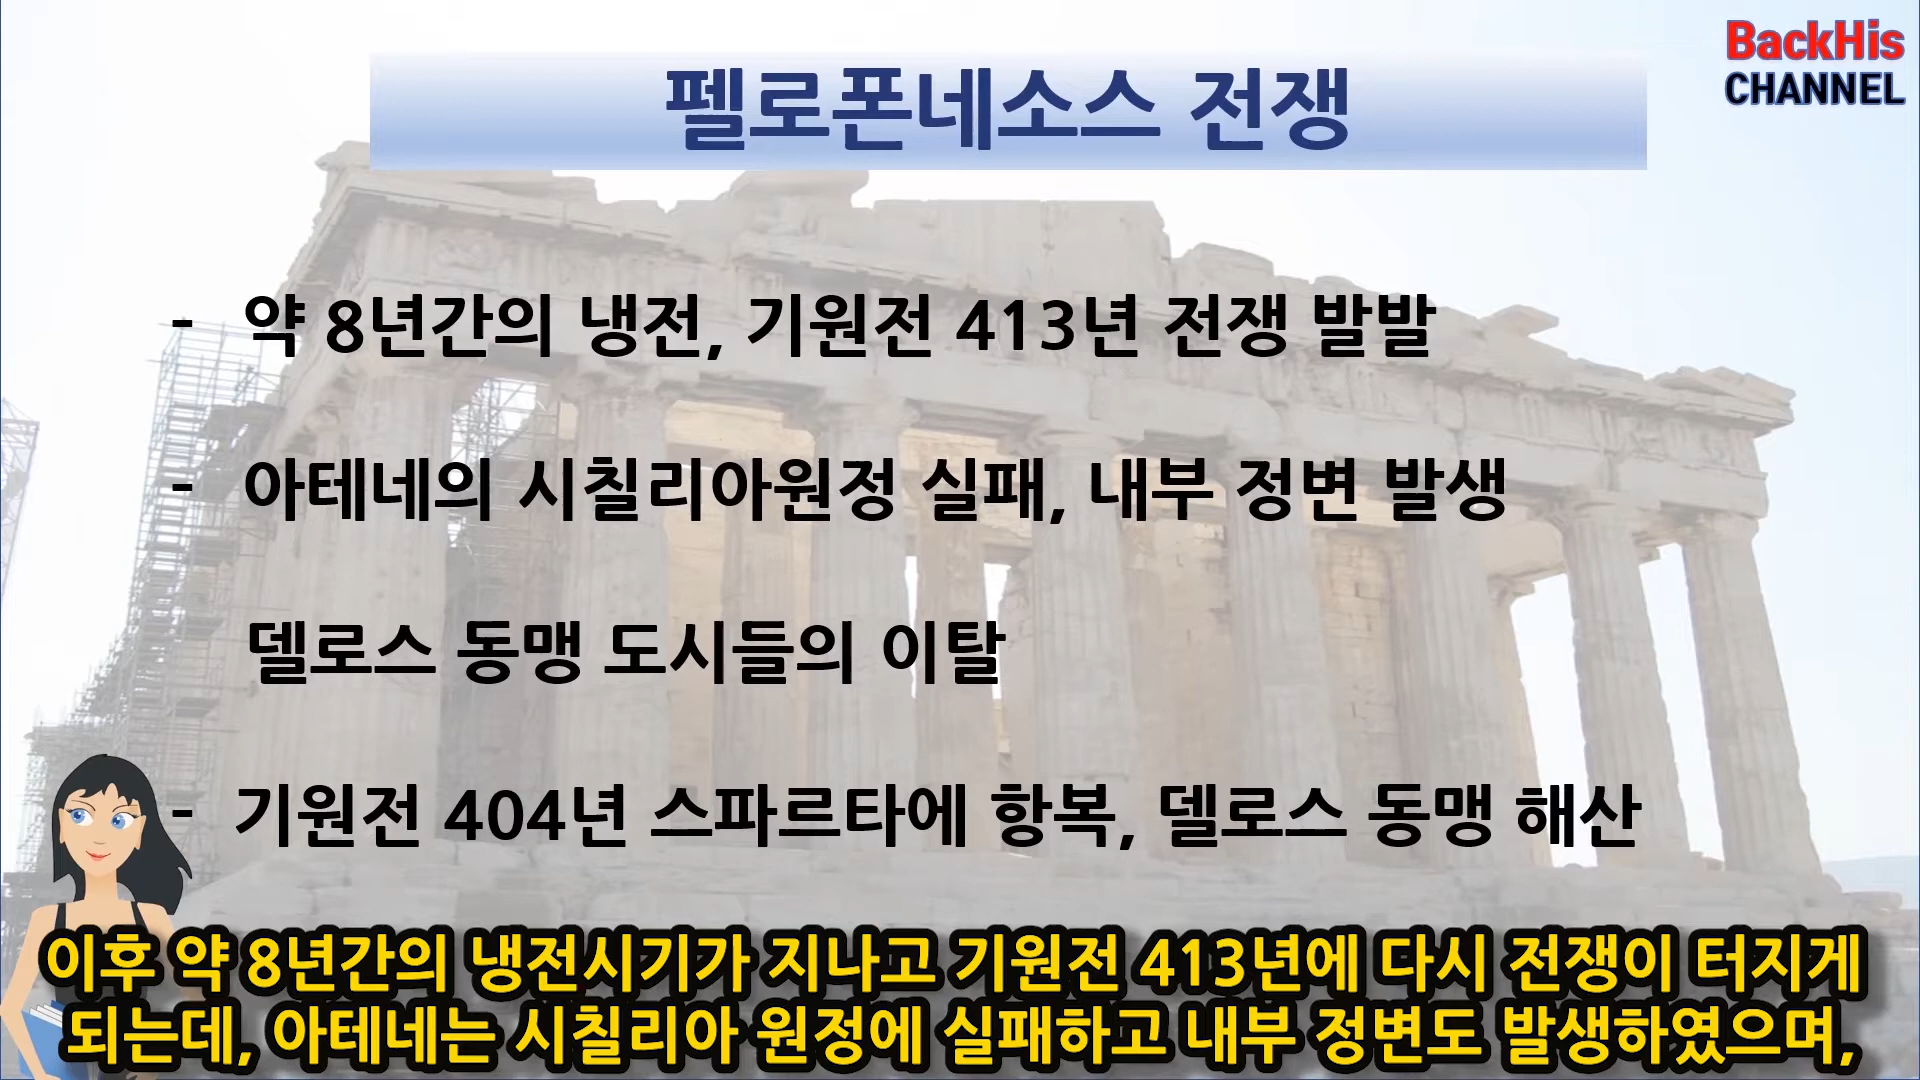 BackHis
CHANNEL
펠로폰네소스 전쟁
- 약 8년간의 냉전, 기원전 413년 전쟁 발발
- 아테네의 시칠리아원정 실패, 내부 정변 발생
델로스 동맹 도시들의 이탈
- 기원전 404년 스파르타에 항복, 델로스 동맹 해산
이후 약 8년간의 냉전시기가 지나고 기원전 413년에 다시 전쟁이 터지게
되는데, 아테네는 시칠리아 원정에 실패하고 내부 정변도 발생하였으며,